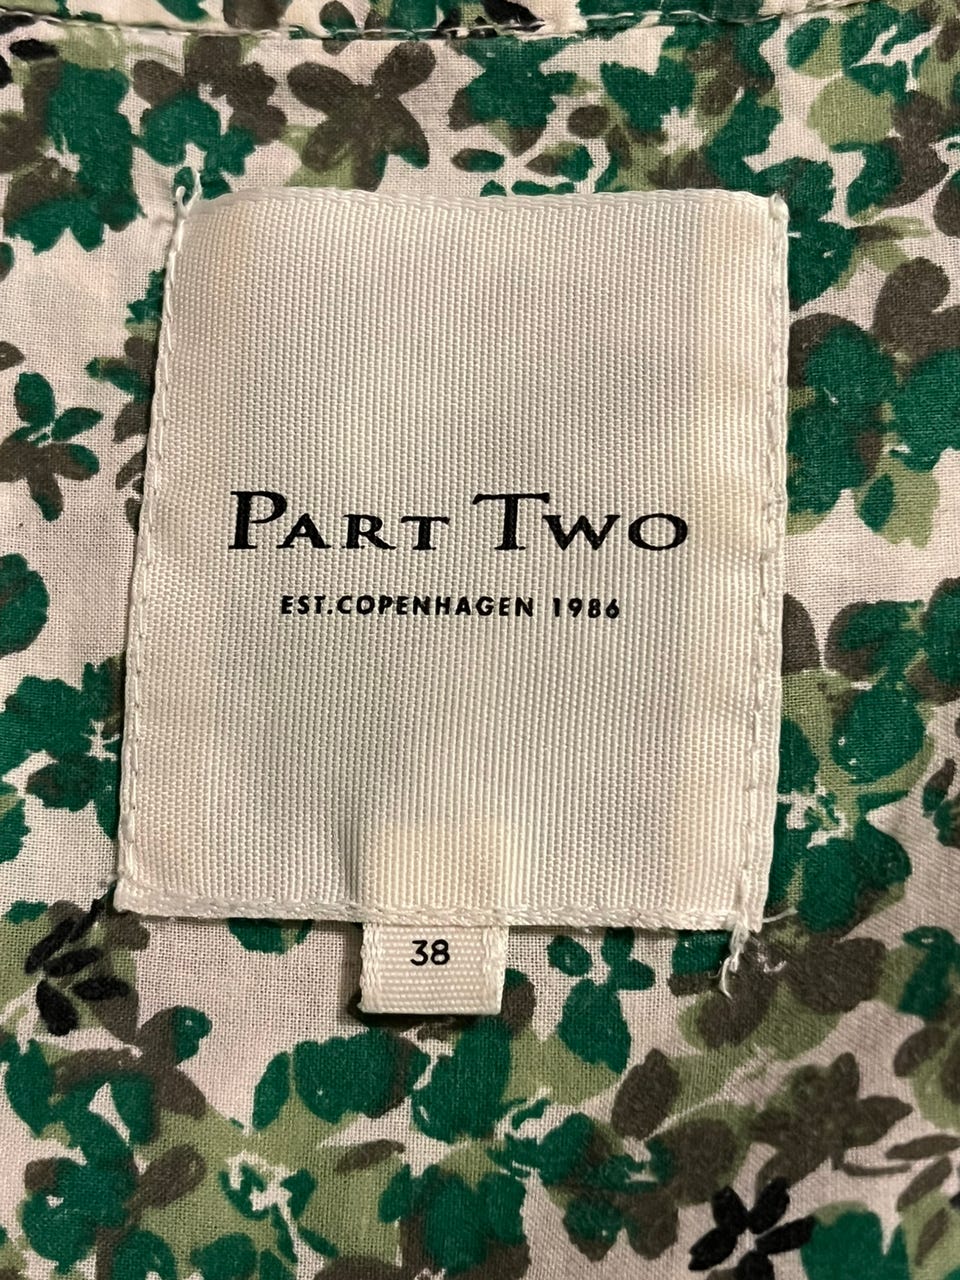 PART TWO
EST.COPENHAGEN 1986
38